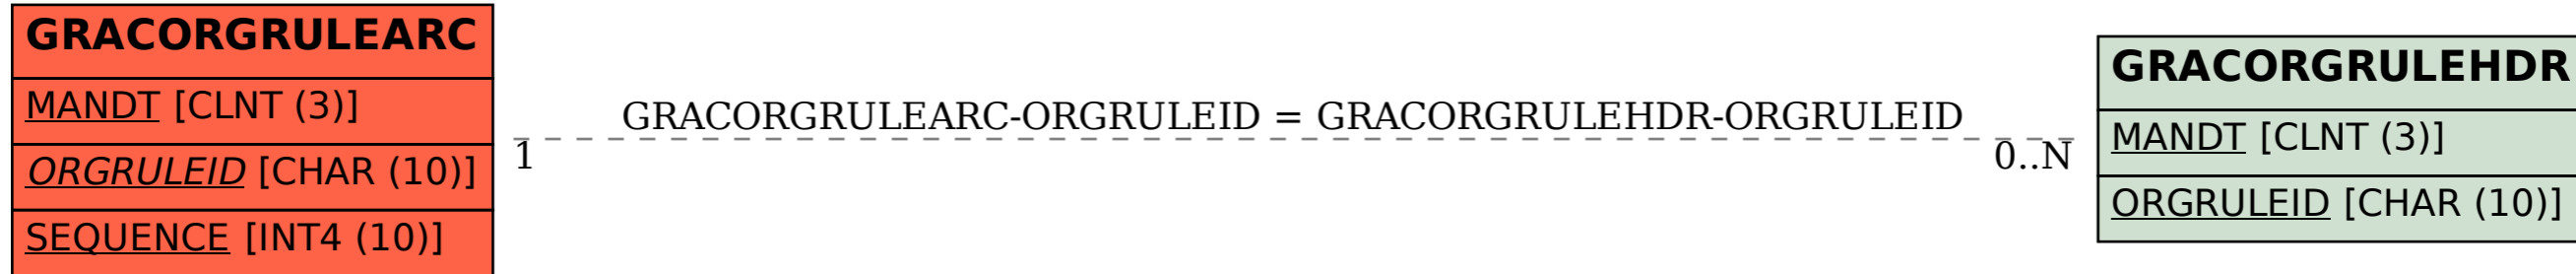 GRACORGRULEARC
MANDT [CLNT (3)]
ORGRULEID [CHAR (10)]
SEQUENCE [INT4 (10)]
GRACORGRULEARC-ORGRULEID = GRACORGRULEHDR-ORGRULEID
1
0..N
GRACORGRULEHDR
MANDT [CLNT (3)]
ORGRULEID [CHAR (10)]